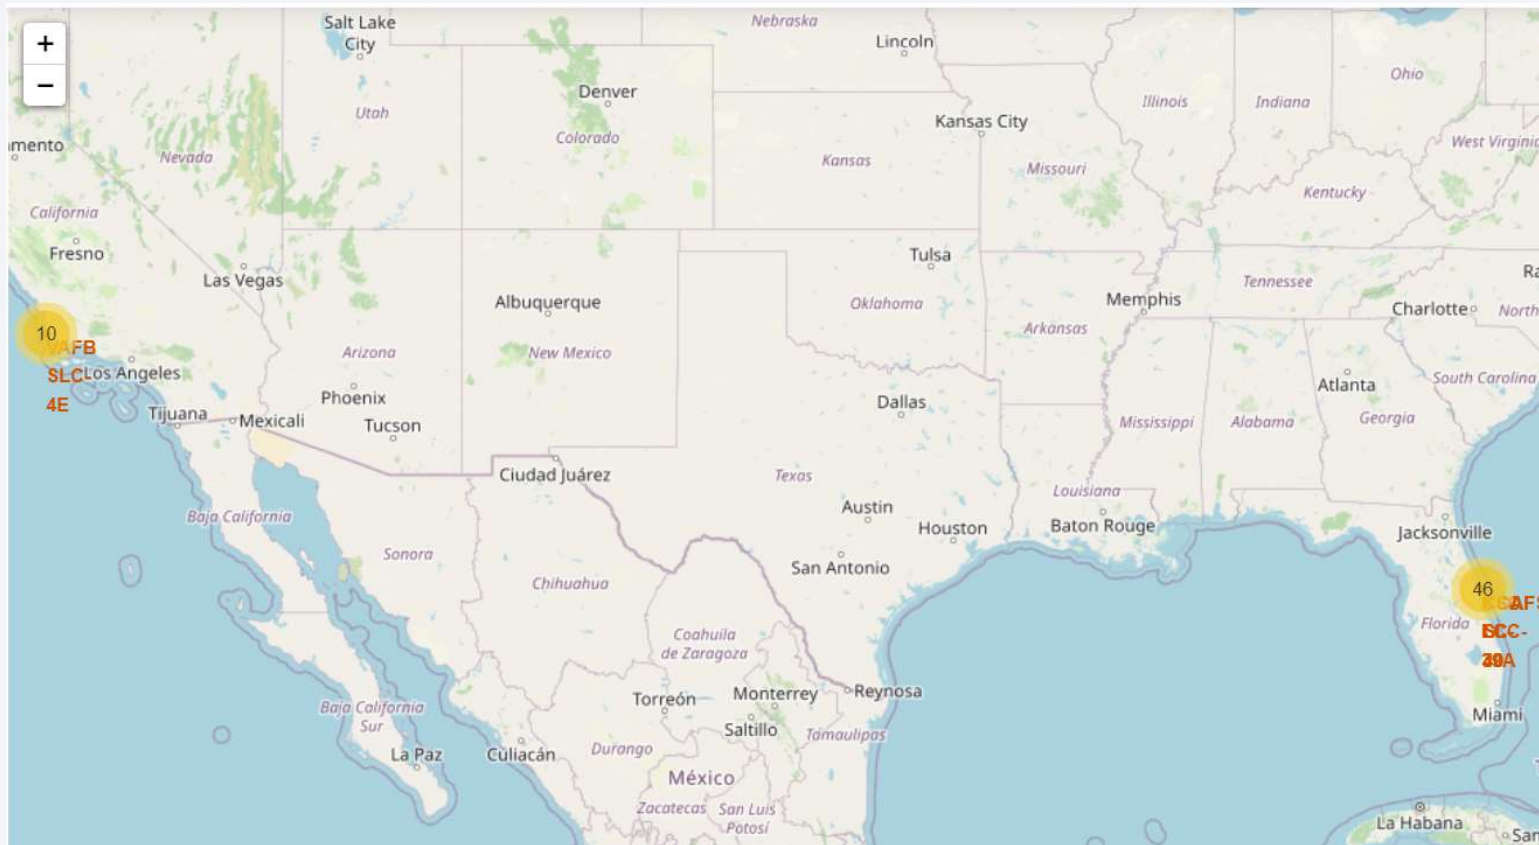 +
−
Salt Lake
City
Nebraska
Lincoln
Denver
Utah
Colorado
Illinois
Indiana
Ohio
Kansas City
amento
Nevada
Kansas
Missouri
West Virginia
Kentucky
California
Fresno
Las Vegas
Tulsa
Tennessee
Albuquerque
Oklahoma
Memphis
Charlotte
North
Arkansas
10
VAFB
SLC-
4E
Los Angeles
Arizona
New Mexico
Phoenix
Atlanta
South Carolina
Tijuana
Mexicali
Tucson
Dallas
Mississippi
Alabama
Georgia
Ciudad Juárez
Texas
Louisiana
Baja California
Austin
Houston
Baton Rouge
Jacksonville
Sonora
San Antonio
Chihuahua
46
Florida
Coahuila
de Zaragoza
Torreón
Monterrey
Reynosa
Saltillo
Tamaulipas
Miami
Baja California
Sur
La Paz
Culiacán
Durango
México
Zacatecas
San Luis
Potosí
La Habana
San